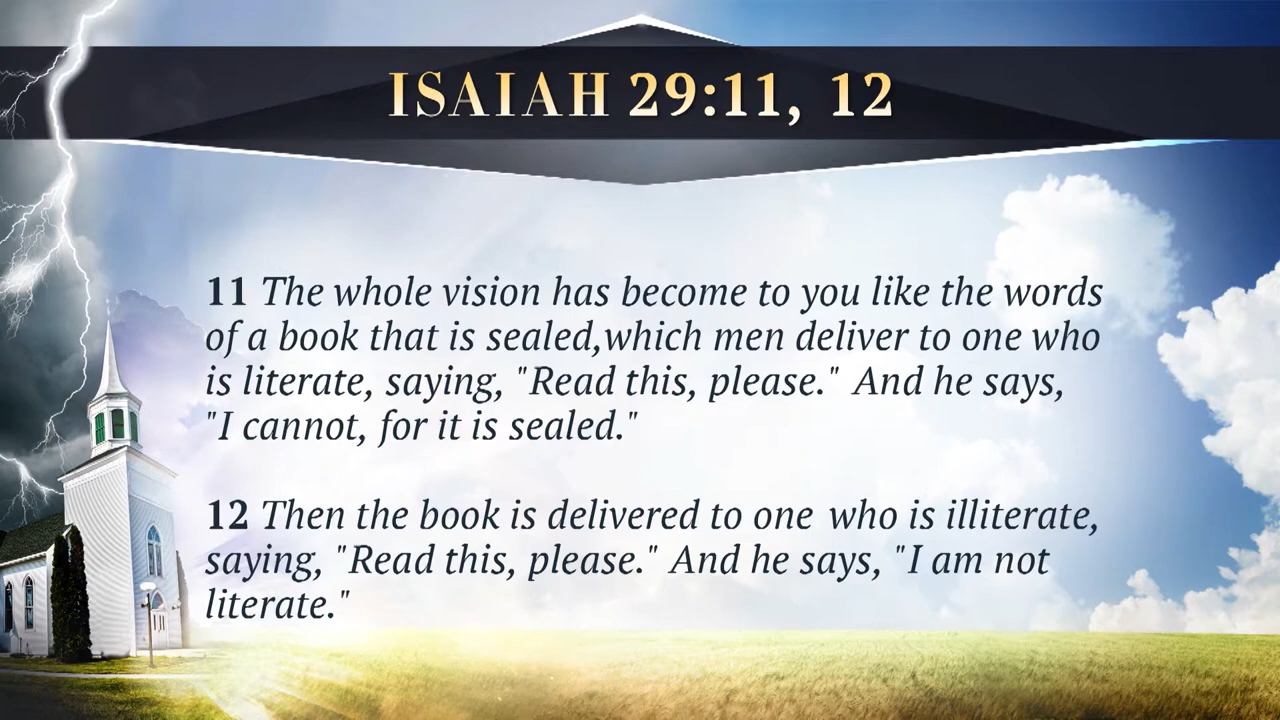 ISAIAH 29:11, 12
11 The whole vision has become to you like the words
of a book that is sealed,which men deliver to one who
is literate, saying, "Read this, please." And he says,
"I cannot, for it is sealed."
12 Then the book is delivered to one who is illiterate,
saying, "Read this, please." And he says, "I am not
literate."